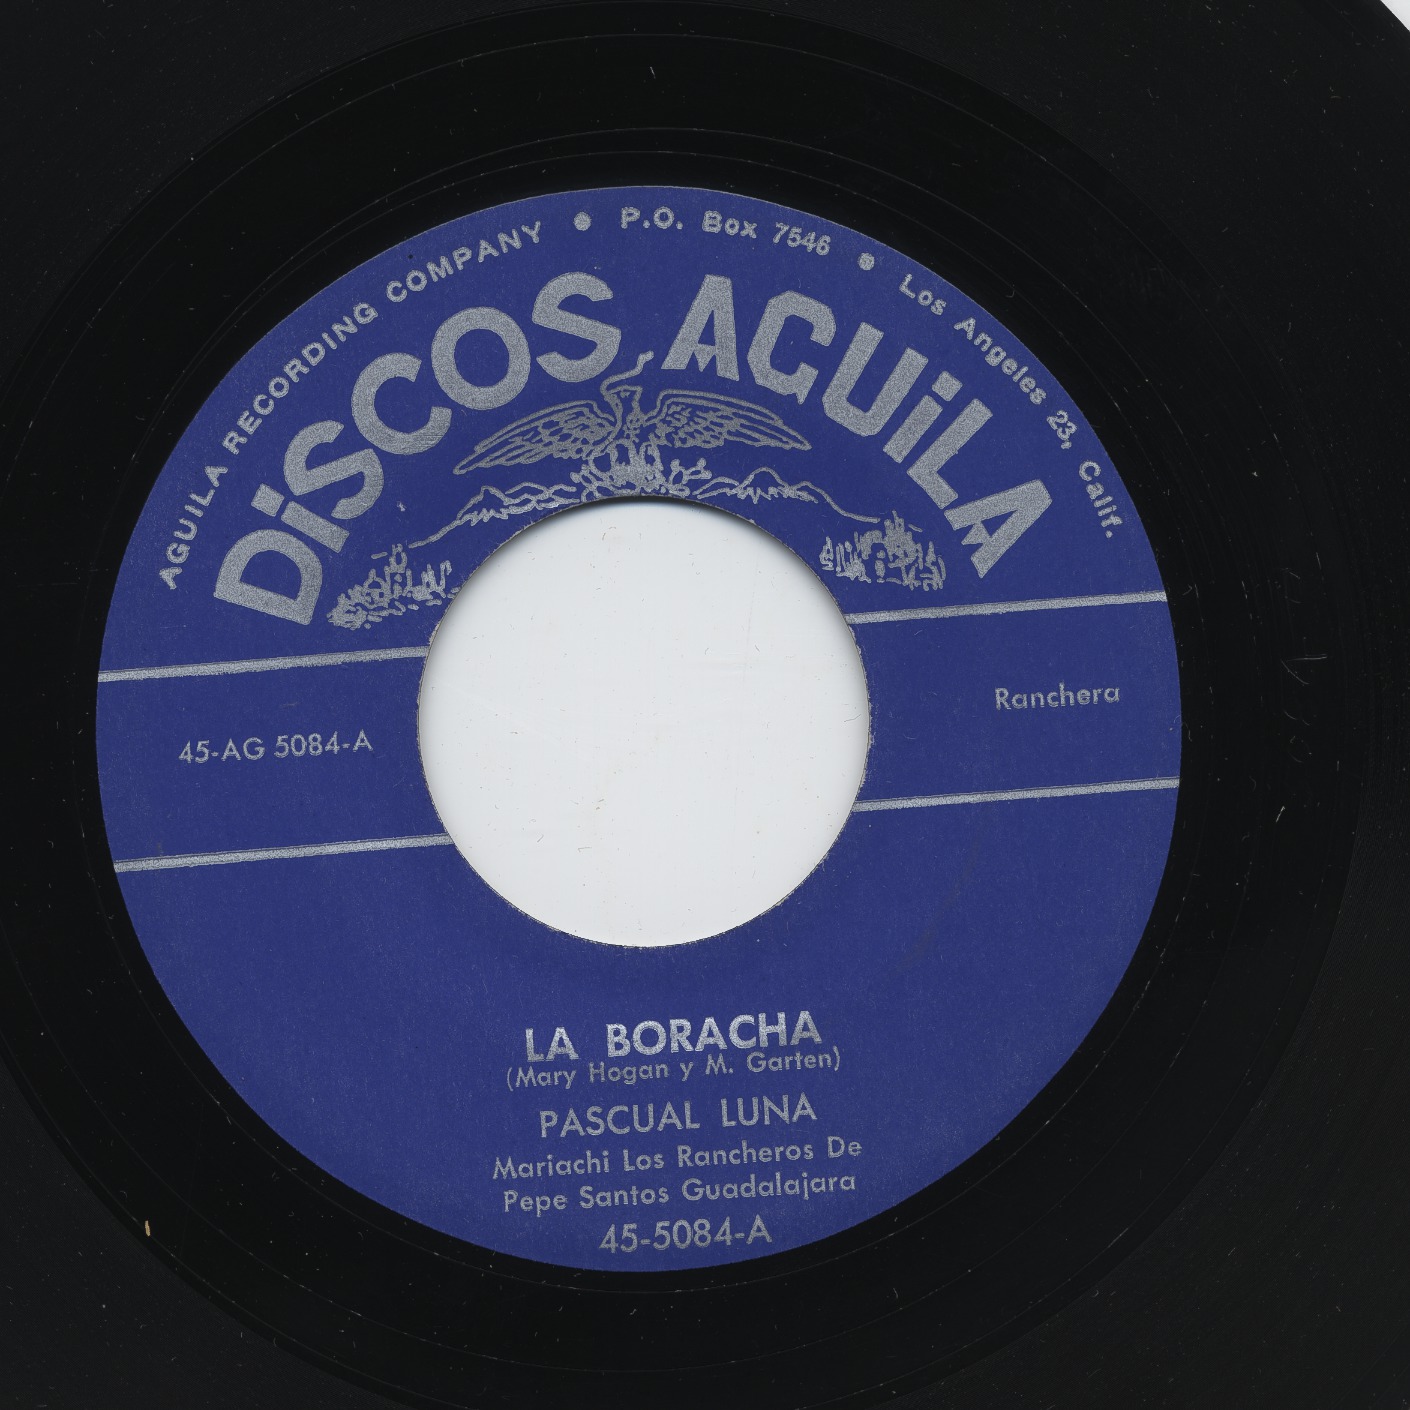 AGUILA RECORDING COMPANY • P.O. Box 7546 • Los Angeles 23, Calif.
DiSCOS AGUiLA
Ranchera
45-AG 5084-A
LA BORACHA
(Mary Hogan y M. Garten)
PASCUAL LUNA
Mariachi Los Rancheros De
Pepe Santos Guadalajara
45-5084-A